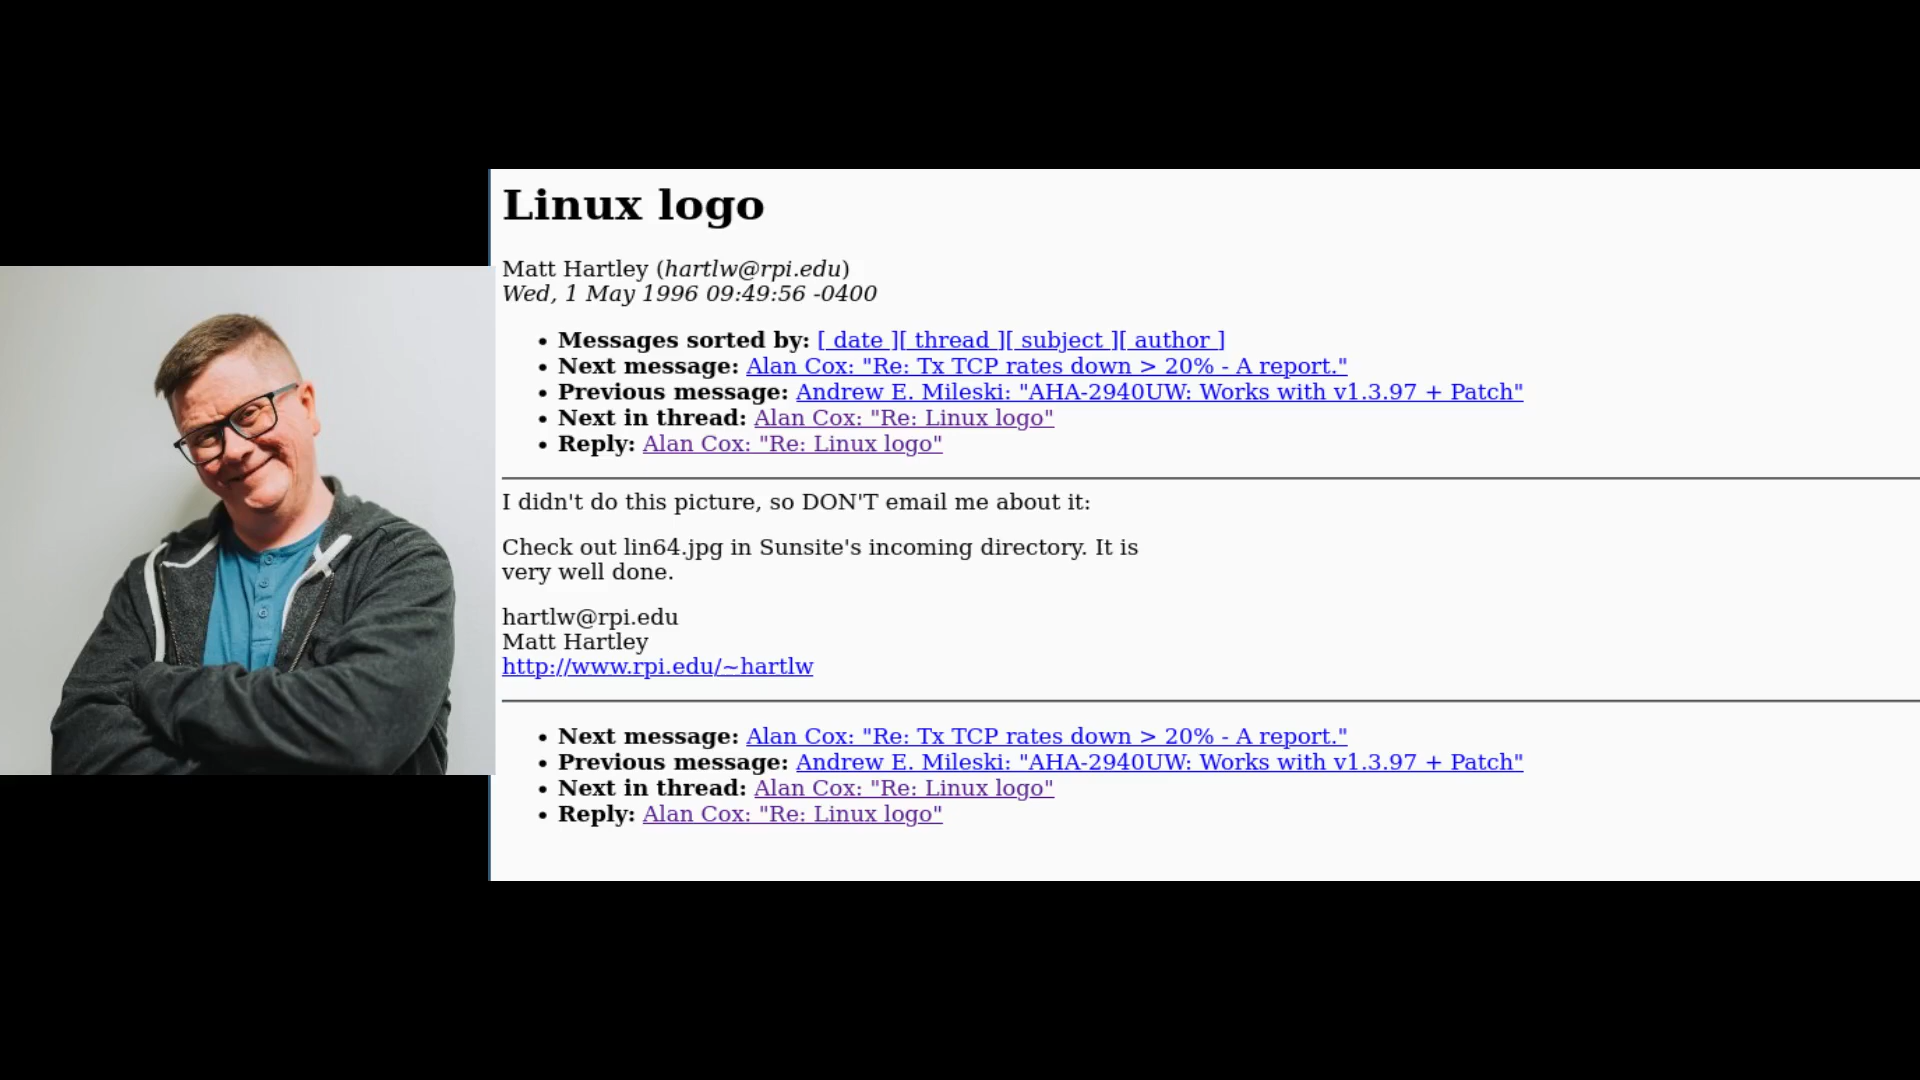 Linux logo
Matt Hartley (hartlw@rpi.edu)
Wed, 1 May 1996 09:49:56 -0400
• Messages sorted by: [ date ][ thread ][ subject ][ author ]
• Next message: Alan Cox: "Re: Tx TCP rates down > 20% - A report."
• Previous message: Andrew E. Mileski: "AHA-2940UW: Works with v1.3.97 + Patch"
• Next in thread: Alan Cox: "Re: Linux logo"
• Reply: Alan Cox: "Re: Linux logo"
I didn't do this picture, so DON'T email me about it:
Check out lin64.jpg in Sunsite's incoming directory. It is
very well done.
hartlw@rpi.edu
Matt Hartley
http://www.rpi.edu/~hartlw
• Next message: Alan Cox: "Re: Tx TCP rates down > 20% - A report."
• Previous message: Andrew E. Mileski: "AHA-2940UW: Works with v1.3.97 + Patch"
• Next in thread: Alan Cox: "Re: Linux logo"
• Reply: Alan Cox: "Re: Linux logo"